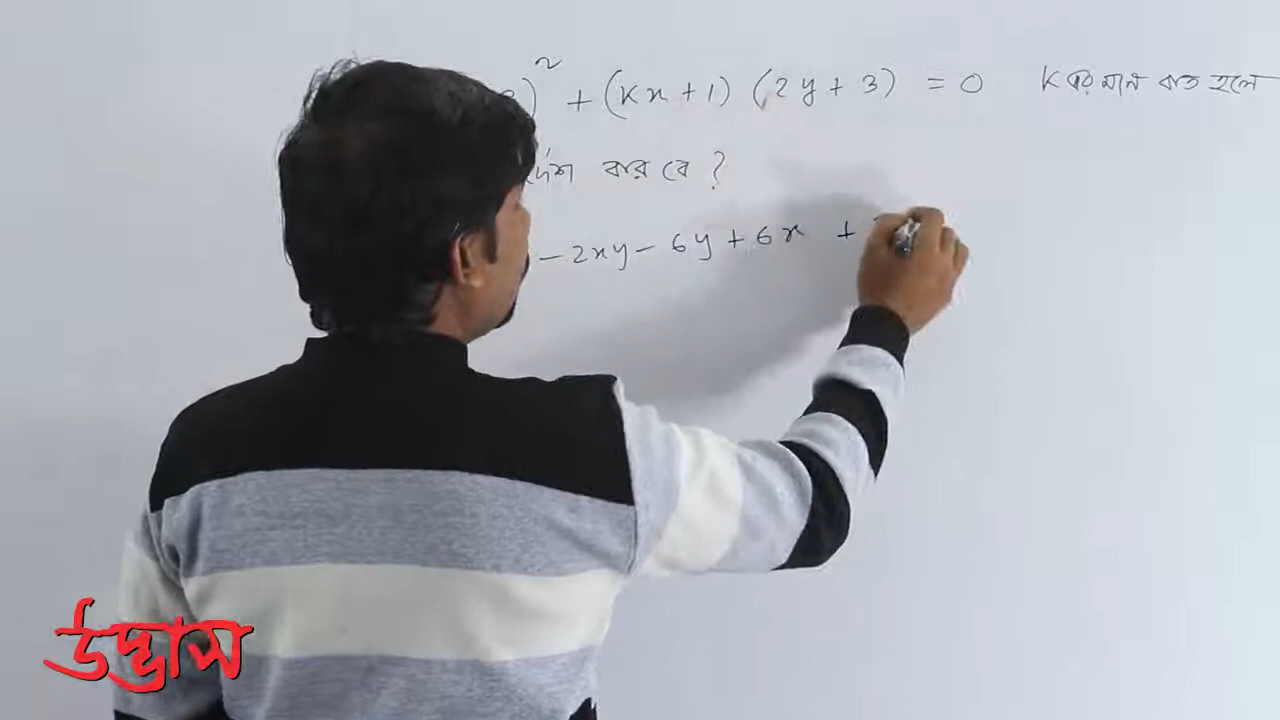 )² + (Kx + 1) (2y + 3) = 0 K এর মান কত হলে
করবে ?
− 2xy − 6y + 6x +
উদ্ভাস